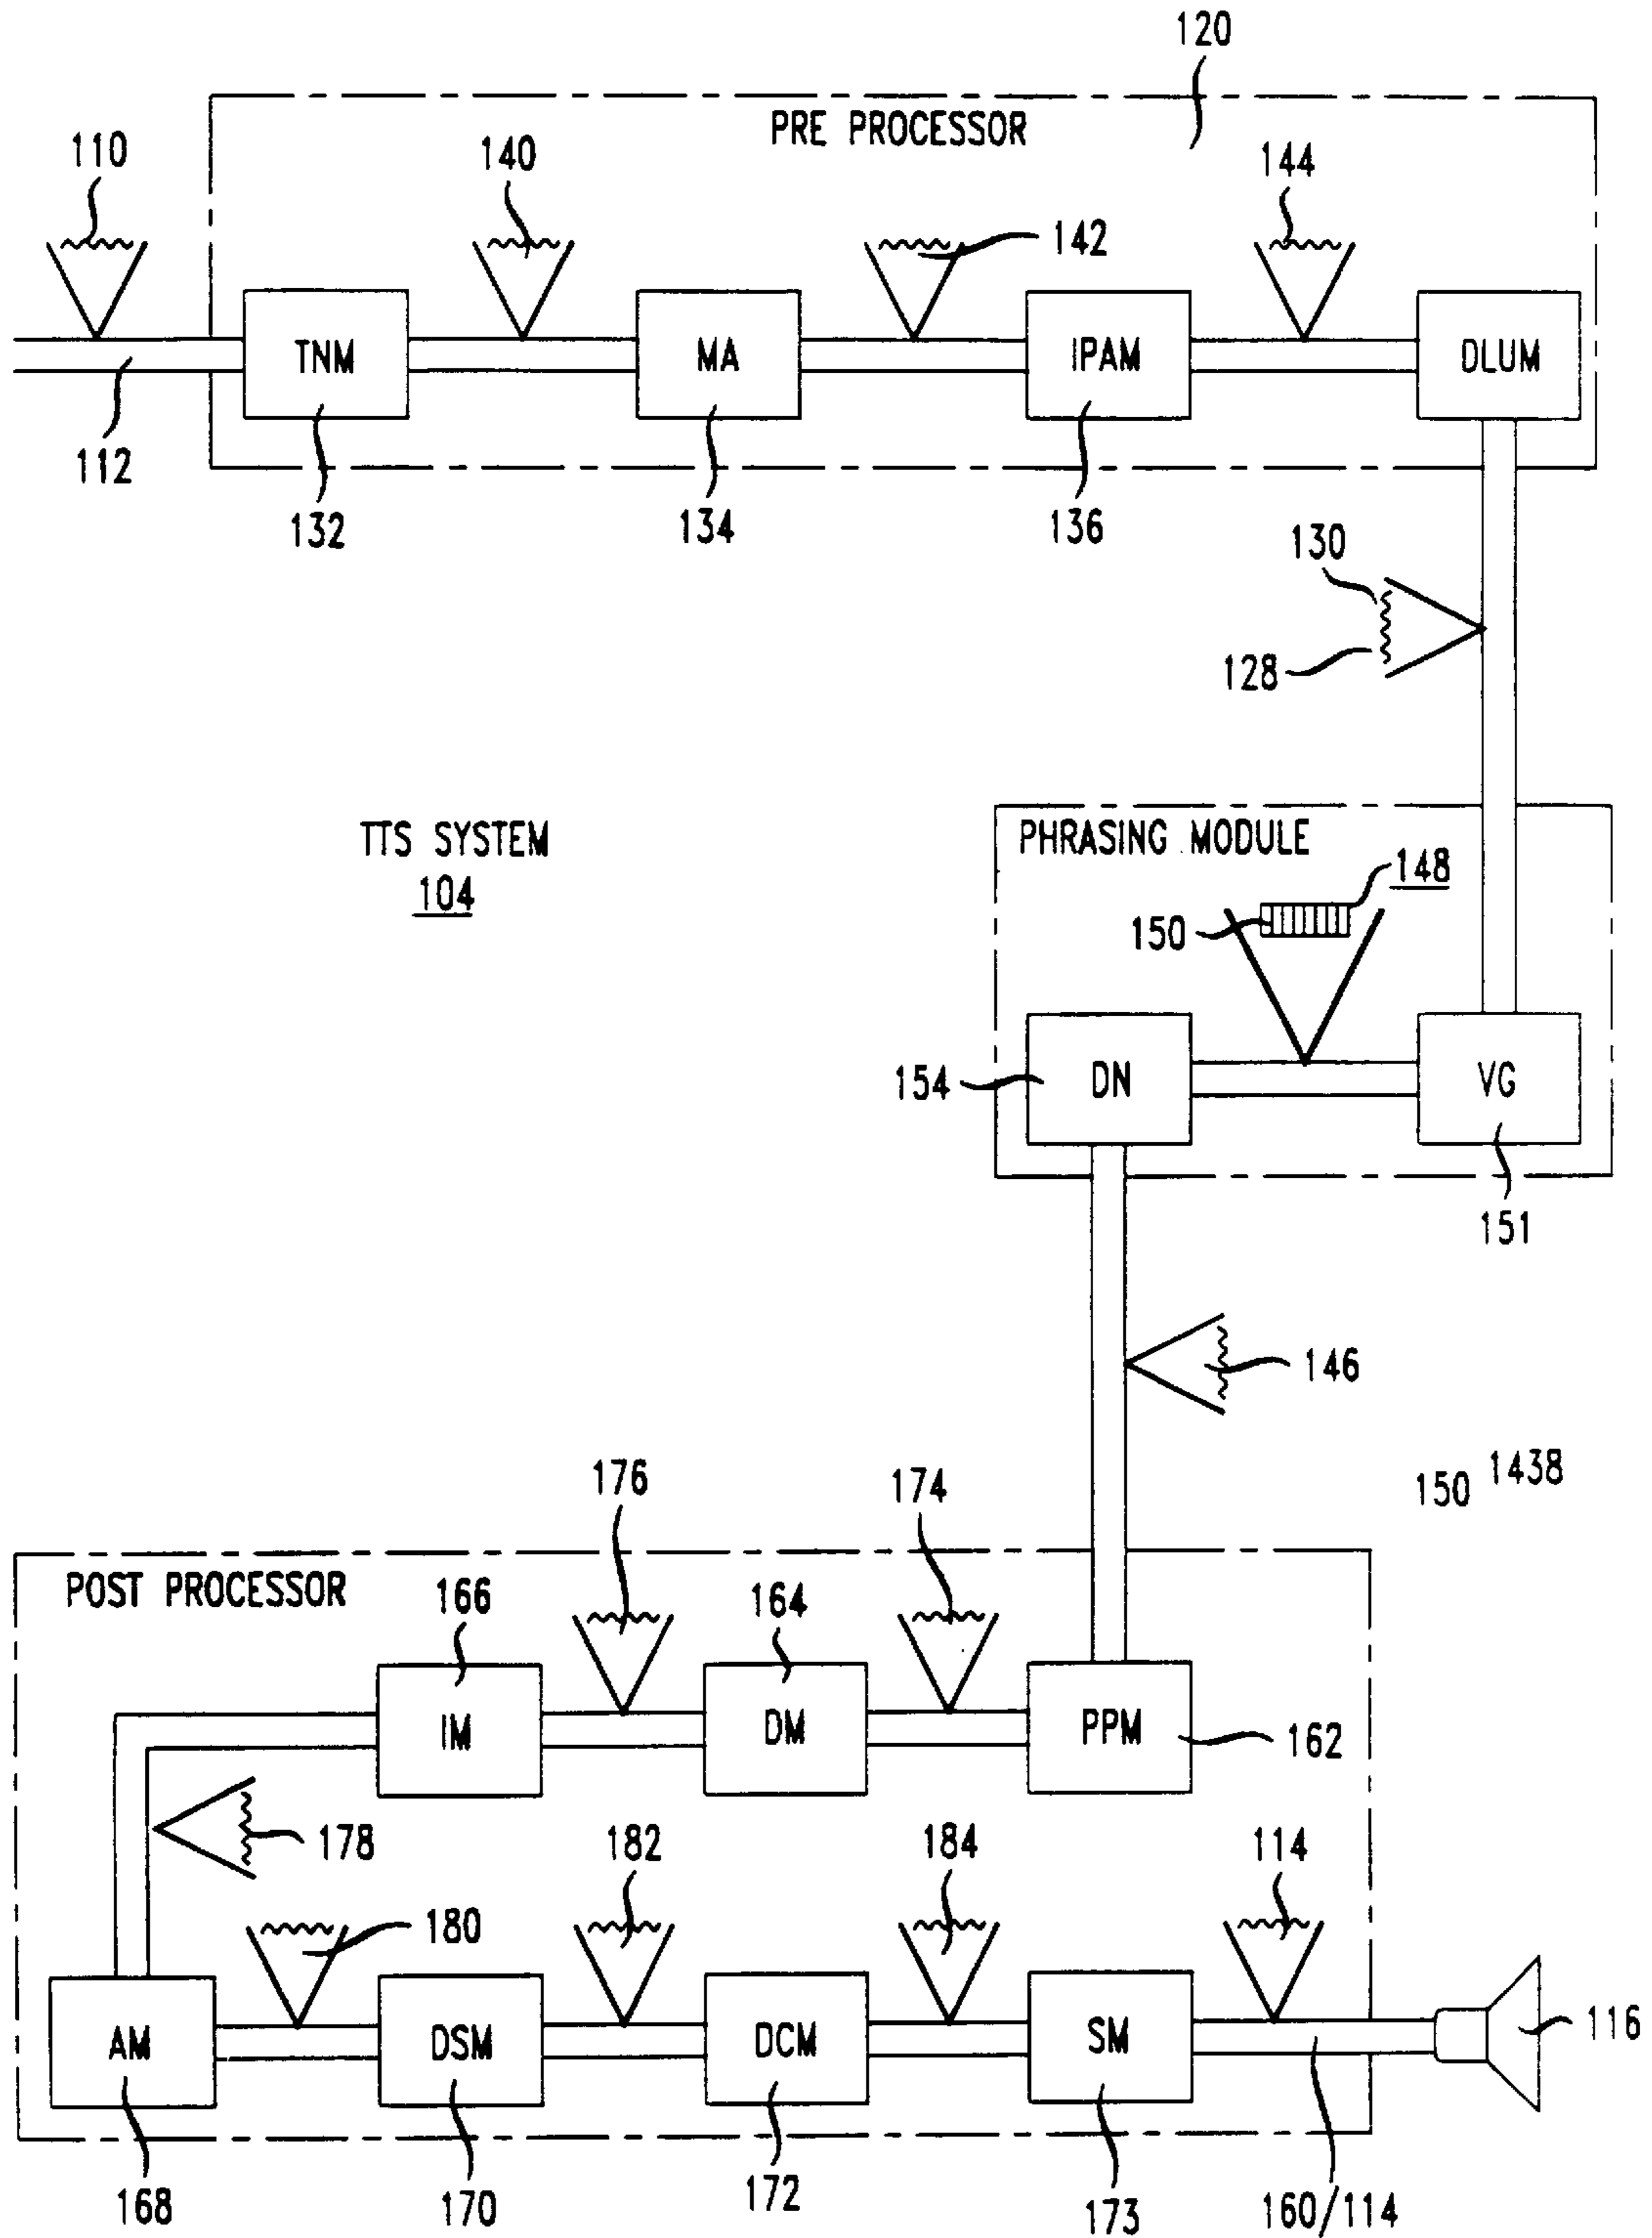 120
PRE PROCESSOR
110
140
142
144
TNM
MA
IPAM
DLUM
112
132
134
136
130
128
TTS SYSTEM
104
PHRASING MODULE
148
150
154
DN
VG
151
146
150
1438
176
174
POST PROCESSOR
166
164
IM
DM
PPM
162
178
182
184
114
180
116
AM
DSM
DCM
SM
168
170
172
173
160/114